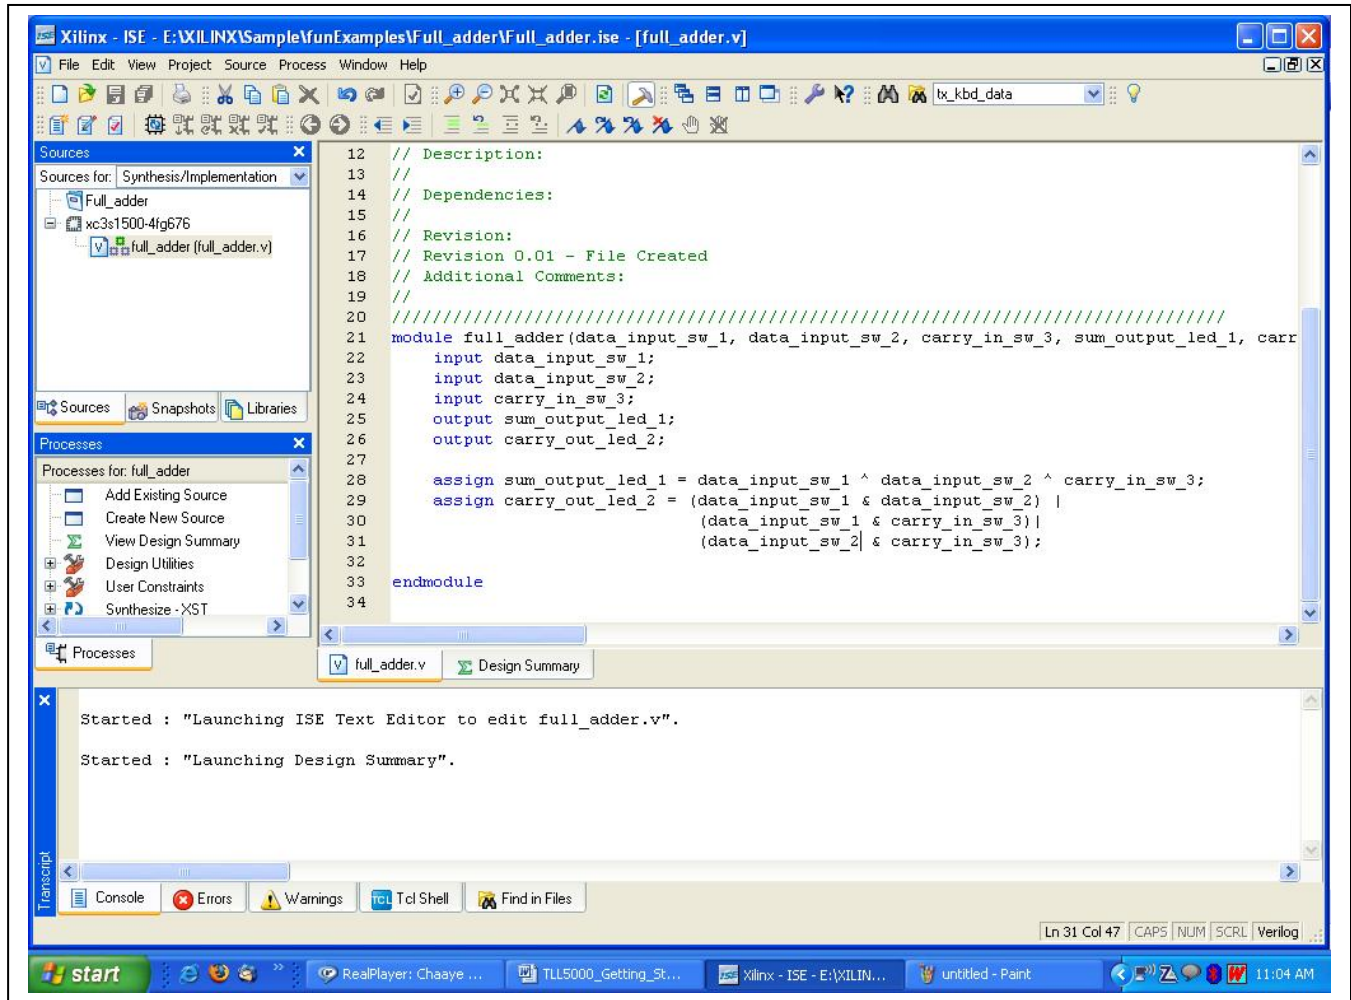 Xilinx - ISE - E:\XILINX\Sample\funExamples\Full_adder\Full_adder.ise - [full_adder.v]
File Edit View Project Source Process Window Help
tx_kbd_data
Sources
Sources for: Synthesis/Implementation
Full_adder
xc3s1500-4fg676
full_adder (full_adder.v)
Sources Snapshots Libraries
Processes
Processes for: full_adder
Add Existing Source
Create New Source
View Design Summary
Design Utilities
User Constraints
Synthesize - XST
Processes
12 // Description:
13 //
14 // Dependencies:
15 //
16 // Revision:
17 // Revision 0.01 - File Created
18 // Additional Comments:
19 //
20 ////////////////////////////////////////////////////////////////////////////////
21 module full_adder(data_input_sw_1, data_input_sw_2, carry_in_sw_3, sum_output_led_1, carr
22 input data_input_sw_1;
23 input data_input_sw_2;
24 input carry_in_sw_3;
25 output sum_output_led_1;
26 output carry_out_led_2;
27
28 assign sum_output_led_1 = data_input_sw_1 ^ data_input_sw_2 ^ carry_in_sw_3;
29 assign carry_out_led_2 = (data_input_sw_1 & data_input_sw_2) |
30 (data_input_sw_1 & carry_in_sw_3)|
31 (data_input_sw_2 & carry_in_sw_3);
32
33 endmodule
34
full_adder.v Design Summary
Started : "Launching ISE Text Editor to edit full_adder.v".
Started : "Launching Design Summary".
Transcript
Console Errors Warnings TCL Tcl Shell Find in Files
Ln 31 Col 47 CAPS NUM SCRL Verilog
start RealPlayer: Chaaye ... TLL5000_Getting_St... Xilinx - ISE - E:\XILIN... untitled - Paint 11:04 AM